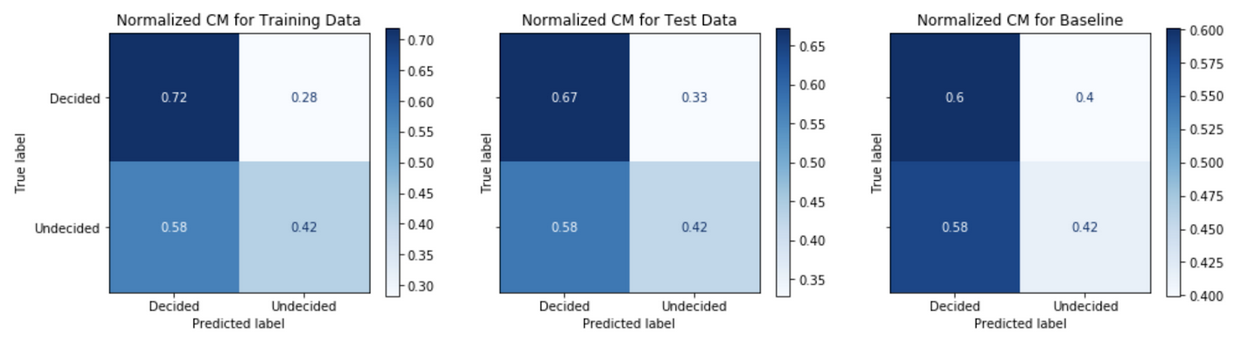 Normalized CM for Training Data
True label
Decided
Undecided
0.72 0.28
0.58 0.42
Decided Undecided
Predicted label
0.70
0.65
0.60
0.55
0.50
0.45
0.40
0.35
0.30
Normalized CM for Test Data
True label
0.67 0.33
0.58 0.42
Decided Undecided
Predicted label
0.65
0.60
0.55
0.50
0.45
0.40
0.35
Normalized CM for Baseline
True label
0.6 0.4
0.58 0.42
Decided Undecided
Predicted label
0.600
0.575
0.550
0.525
0.500
0.475
0.450
0.425
0.400